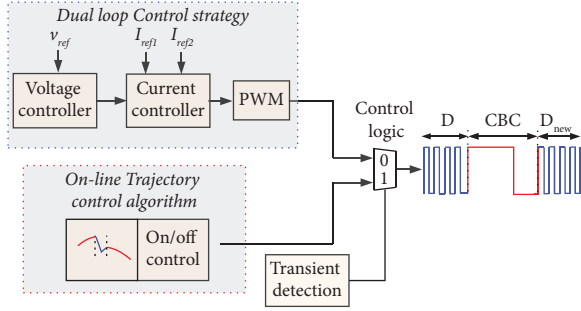 Dual loop Control strategy
v_ref
I_ref1
I_ref2
Voltage
controller
Current
controller
PWM
Control
logic
0
1
D
CBC
D_new
On-line Trajectory
control algorithm
On/off
control
Transient
detection